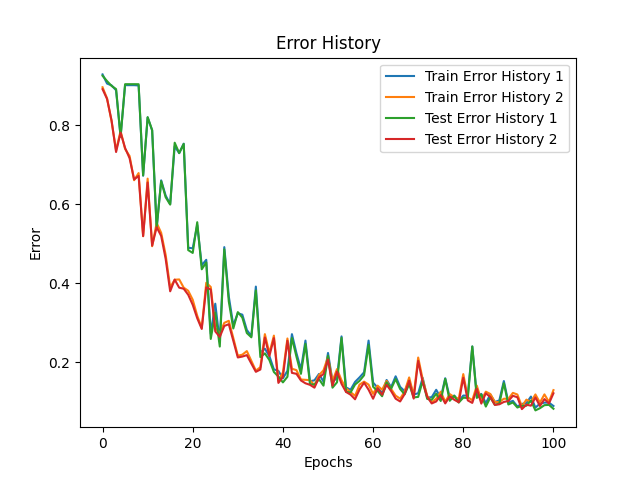 Error History
Train Error History 1
Train Error History 2
Test Error History 1
Test Error History 2
Error
0.8
0.6
0.4
0.2
0
20
40
60
80
100
Epochs